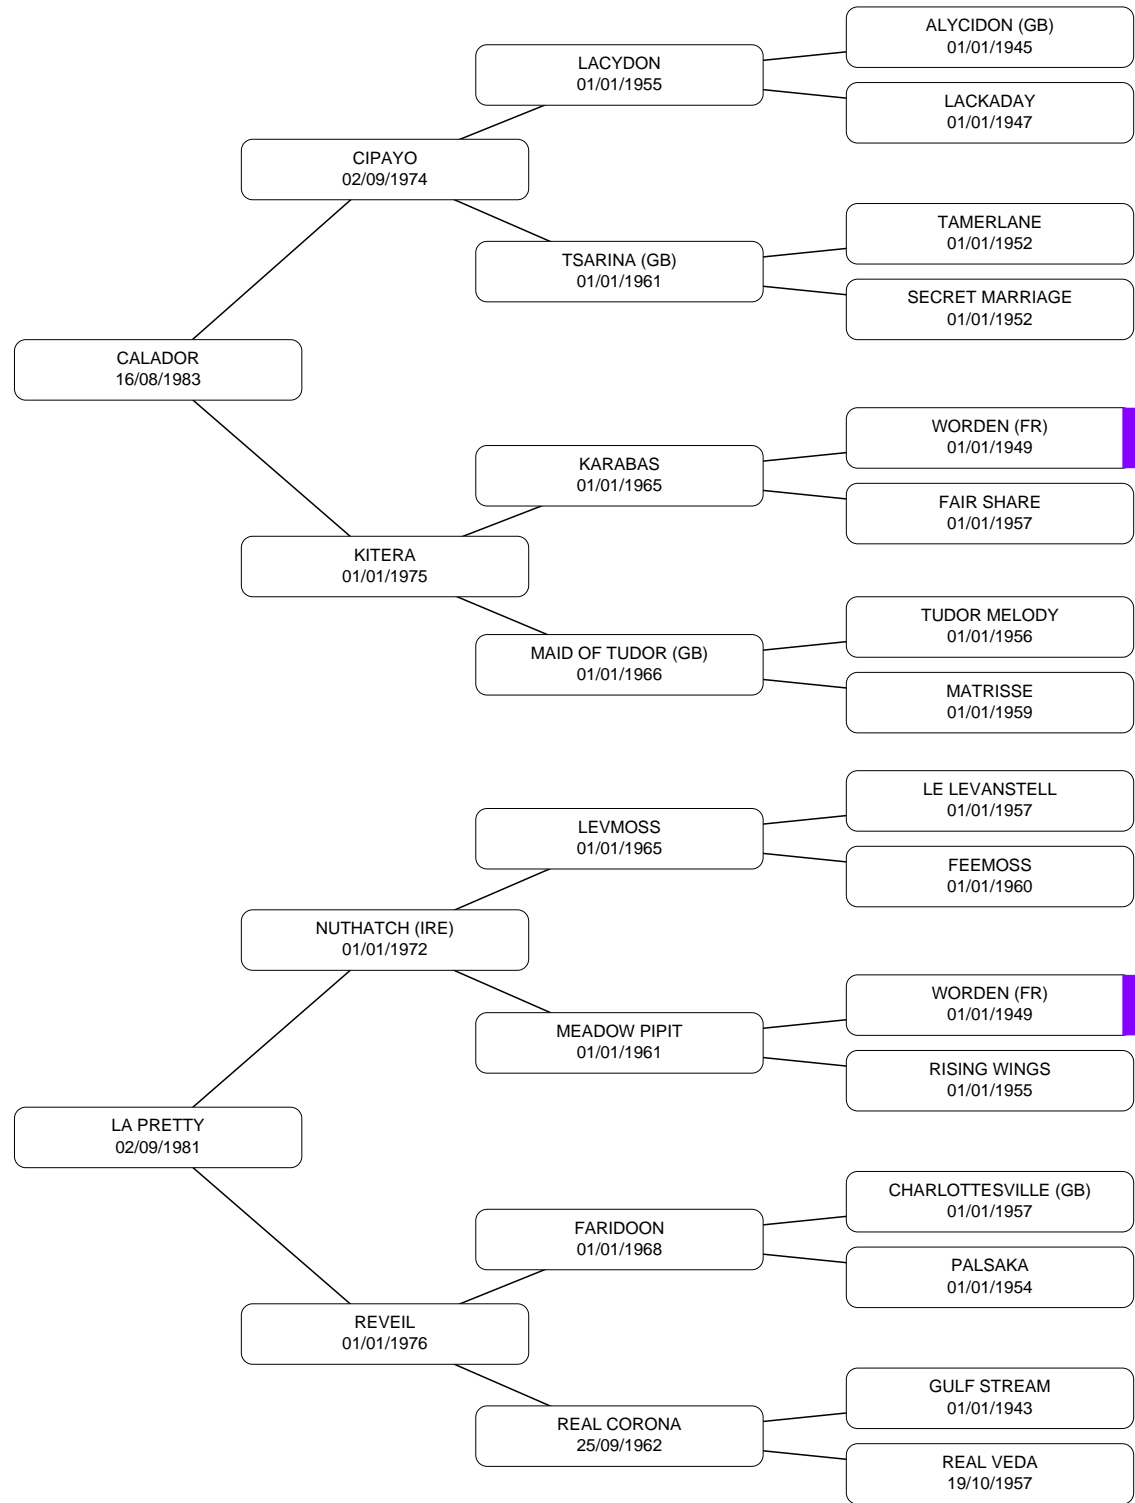 ALYCIDON (GB)
01/01/1945
LACYDON
01/01/1955
LACKADAY
01/01/1947
CIPAYO
02/09/1974
TAMERLANE
01/01/1952
TSARINA (GB)
01/01/1961
SECRET MARRIAGE
01/01/1952
CALADOR
16/08/1983
WORDEN (FR)
01/01/1949
KARABAS
01/01/1965
FAIR SHARE
01/01/1957
KITERA
01/01/1975
TUDOR MELODY
01/01/1956
MAID OF TUDOR (GB)
01/01/1966
MATRISSE
01/01/1959
LE LEVANSTELL
01/01/1957
LEVMOSS
01/01/1965
FEEMOSS
01/01/1960
NUTHATCH (IRE)
01/01/1972
WORDEN (FR)
01/01/1949
MEADOW PIPIT
01/01/1961
RISING WINGS
01/01/1955
LA PRETTY
02/09/1981
CHARLOTTESVILLE (GB)
01/01/1957
FARIDOON
01/01/1968
PALSAKA
01/01/1954
REVEIL
01/01/1976
GULF STREAM
01/01/1943
REAL CORONA
25/09/1962
REAL VEDA
19/10/1957